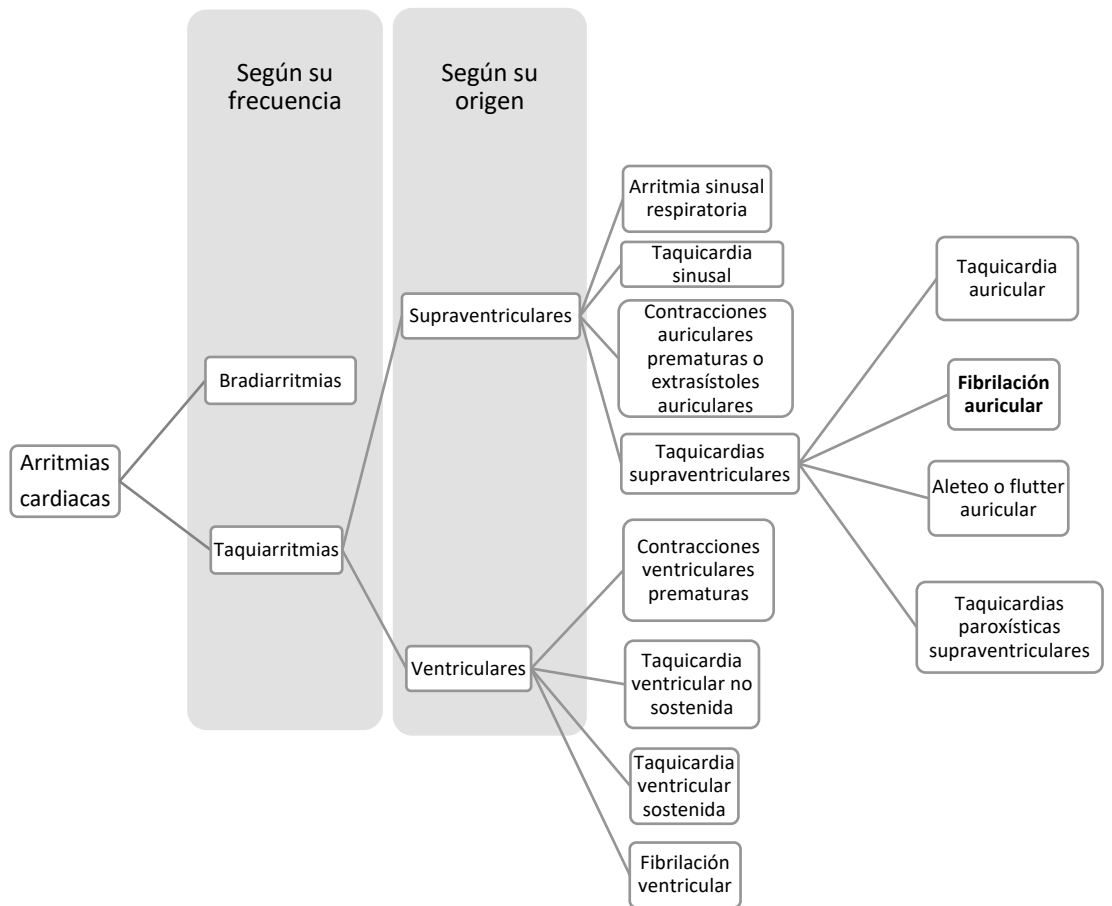 Según su
frecuencia
Según su
origen
Arritmias
cardiacas
Bradiarritmias
Taquiarritmias
Supraventriculares
Ventriculares
Arritmia sinusal
respiratoria
Taquicardia
sinusal
Contracciones
auriculares
prematuras o
extrasístoles
auriculares
Taquicardias
supraventriculares
Contracciones
ventriculares
prematuras
Taquicardia
ventricular no
sostenida
Taquicardia
ventricular
sostenida
Fibrilación
ventricular
Taquicardia
auricular
Fibrilación
auricular
Aleteo o flutter
auricular
Taquicardias
paroxísticas
supraventriculares